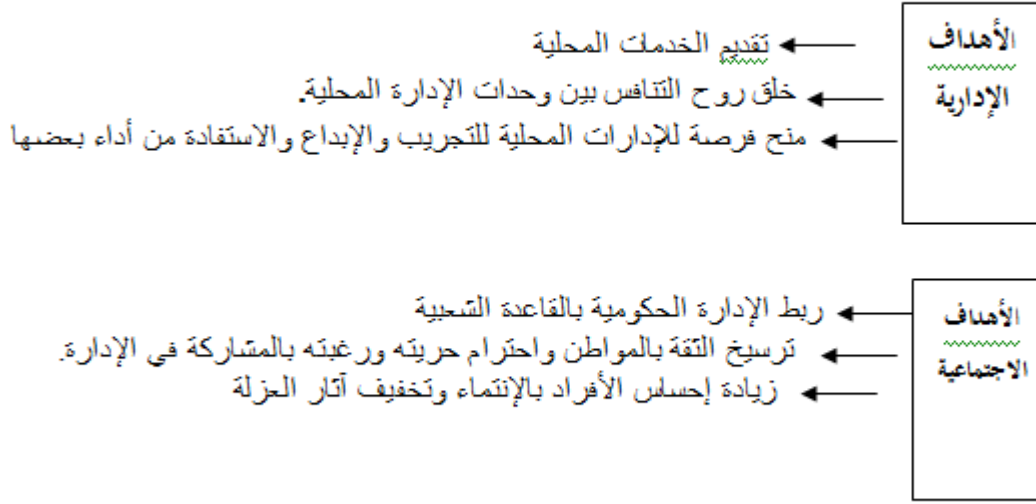 الأهداف
الإدارية
تقديم الخدمات المحلية
خلق روح التنافس بين وحدات الإدارة المحلية.
منح فرصة للإدارات المحلية للتجريب والإبداع والاستفادة من أداء بعضها
الأهداف
الاجتماعية
ربط الإدارة الحكومية بالقاعدة الشعبية
ترسيخ الثقة بالمواطن واحترام حريته ورغبته بالمشاركة في الإدارة.
زيادة إحساس الأفراد بالإنتماء وتخفيف آثار العزلة